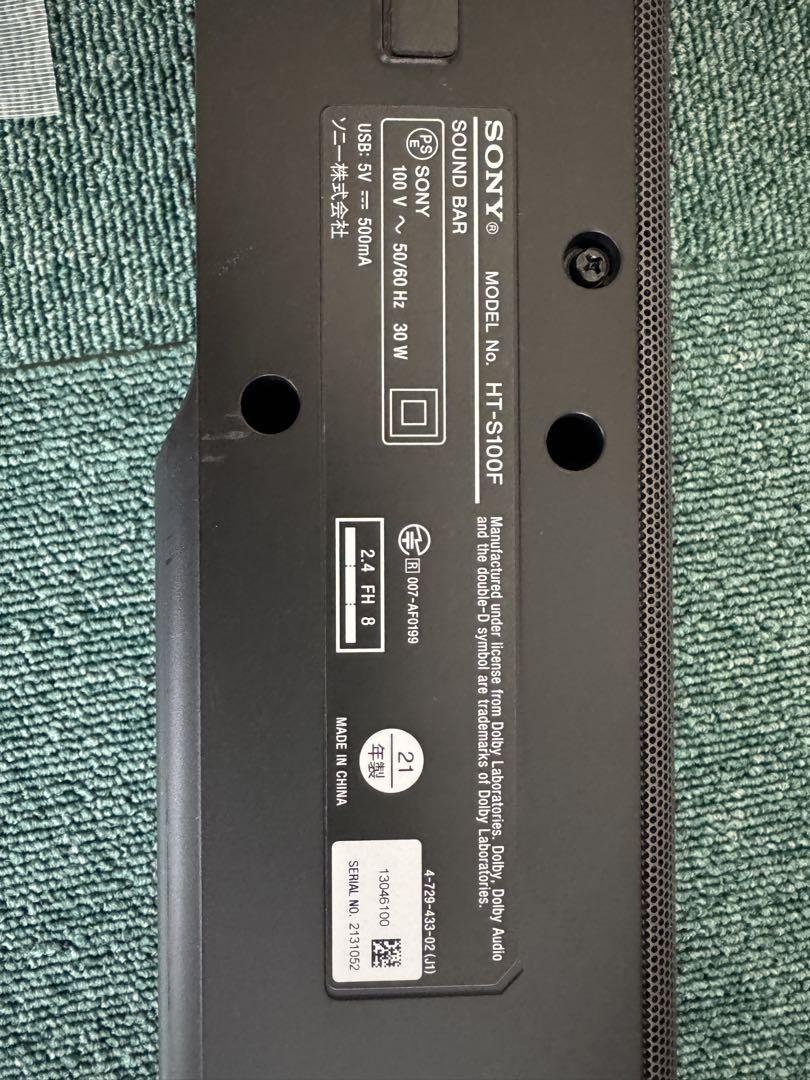 SONY® MODEL No. HT-S100F
SOUND BAR
PSE SONY
100 V ~ 50/60 Hz 30 W
USB: 5V ⎓ 500mA
ソニー株式会社
Manufactured under license from Dolby Laboratories. Dolby, Dolby Audio
and the double-D symbol are trademarks of Dolby Laboratories.
R 007-AF0199
2.4 FH 8
21
年製
MADE IN CHINA
4-729-433-02(J1)
13046100
SERIAL NO. 2131052